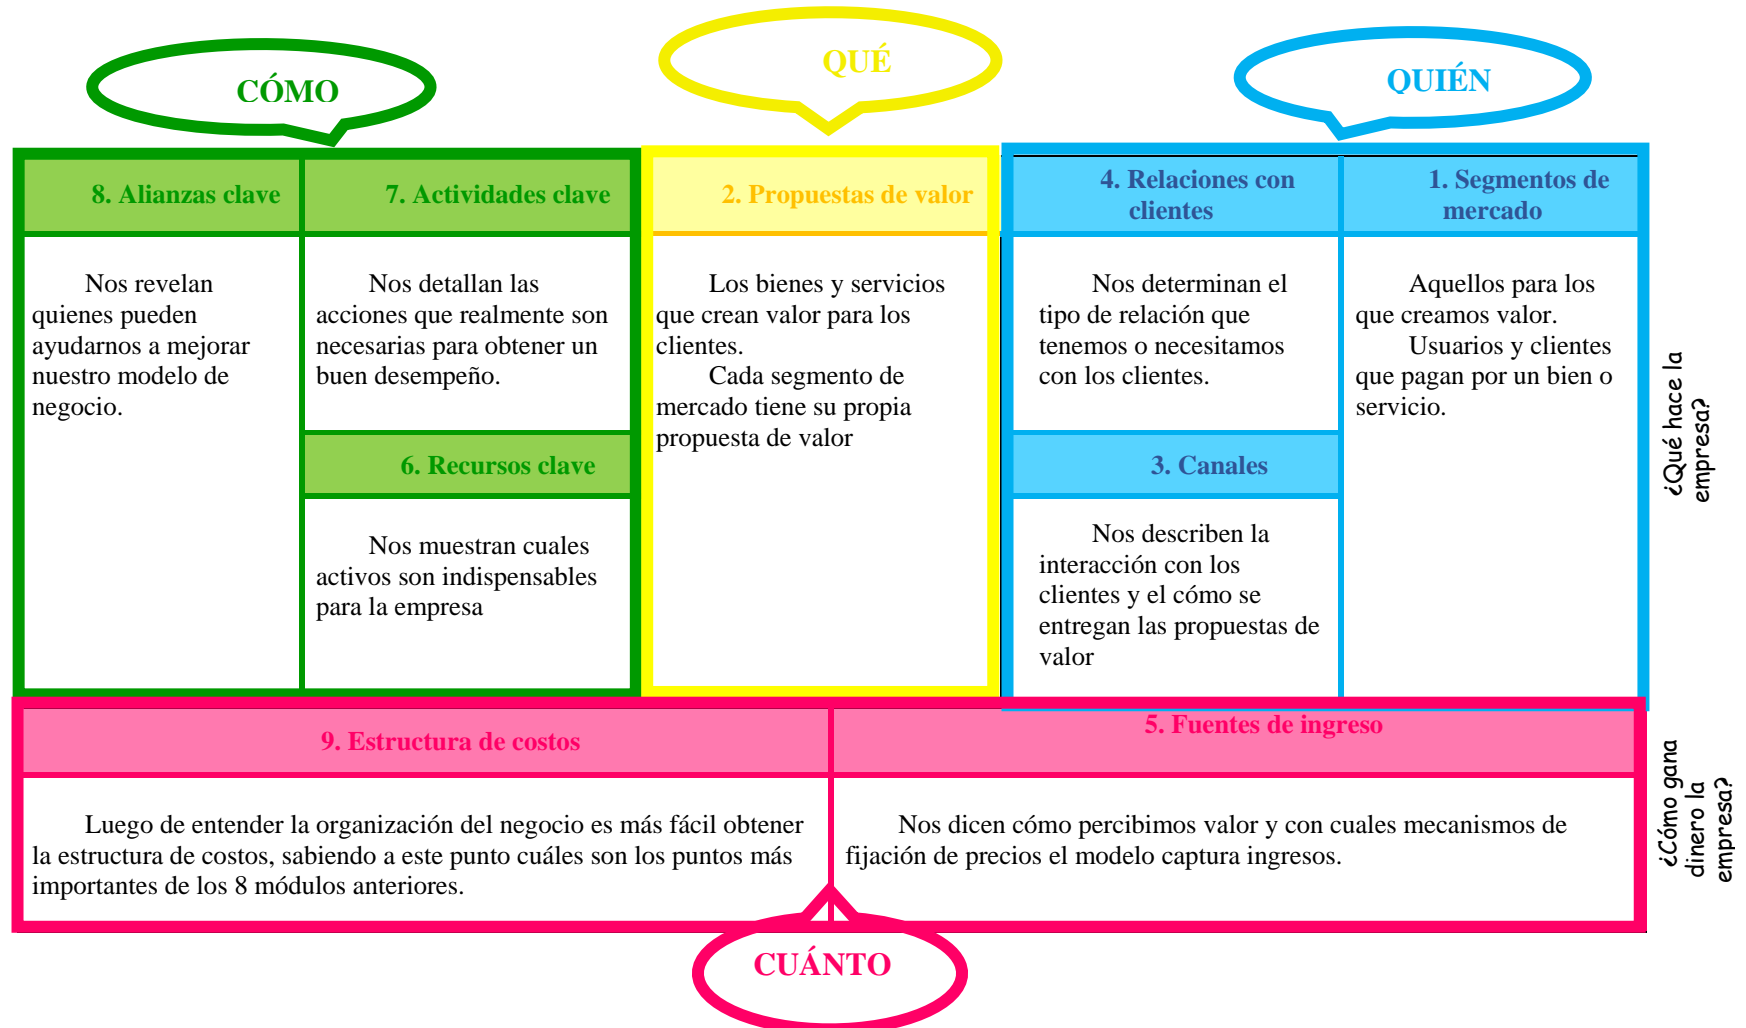 CÓMO
QUÉ
QUIÉN
8. Alianzas clave
Nos revelan
quienes pueden
ayudarnos a mejorar
nuestro modelo de
negocio.
7. Actividades clave
Nos detallan las
acciones que realmente son
necesarias para obtener un
buen desempeño.
6. Recursos clave
Nos muestran cuales
activos son indispensables
para la empresa
2. Propuestas de valor
Los bienes y servicios
que crean valor para los
clientes.
Cada segmento de
mercado tiene su propia
propuesta de valor
4. Relaciones con
clientes
Nos determinan el
tipo de relación que
tenemos o necesitamos
con los clientes.
3. Canales
Nos describen la
interacción con los
clientes y el cómo se
entregan las propuestas de
valor
1. Segmentos de
mercado
Aquellos para los
que creamos valor.
Usuarios y clientes
que pagan por un bien o
servicio.
¿Qué hace la
empresa?
9. Estructura de costos
Luego de entender la organización del negocio es más fácil obtener
la estructura de costos, sabiendo a este punto cuáles son los puntos más
importantes de los 8 módulos anteriores.
5. Fuentes de ingreso
Nos dicen cómo percibimos valor y con cuales mecanismos de
fijación de precios el modelo captura ingresos.
¿Cómo gana
dinero la
empresa?
CUÁNTO